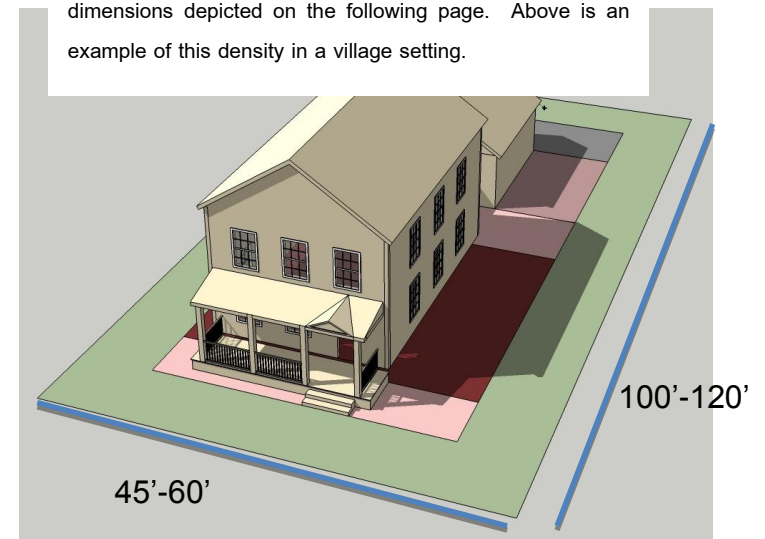 dimensions depicted on the following page. Above is an
example of this density in a village setting.
100’-120’
45’-60’